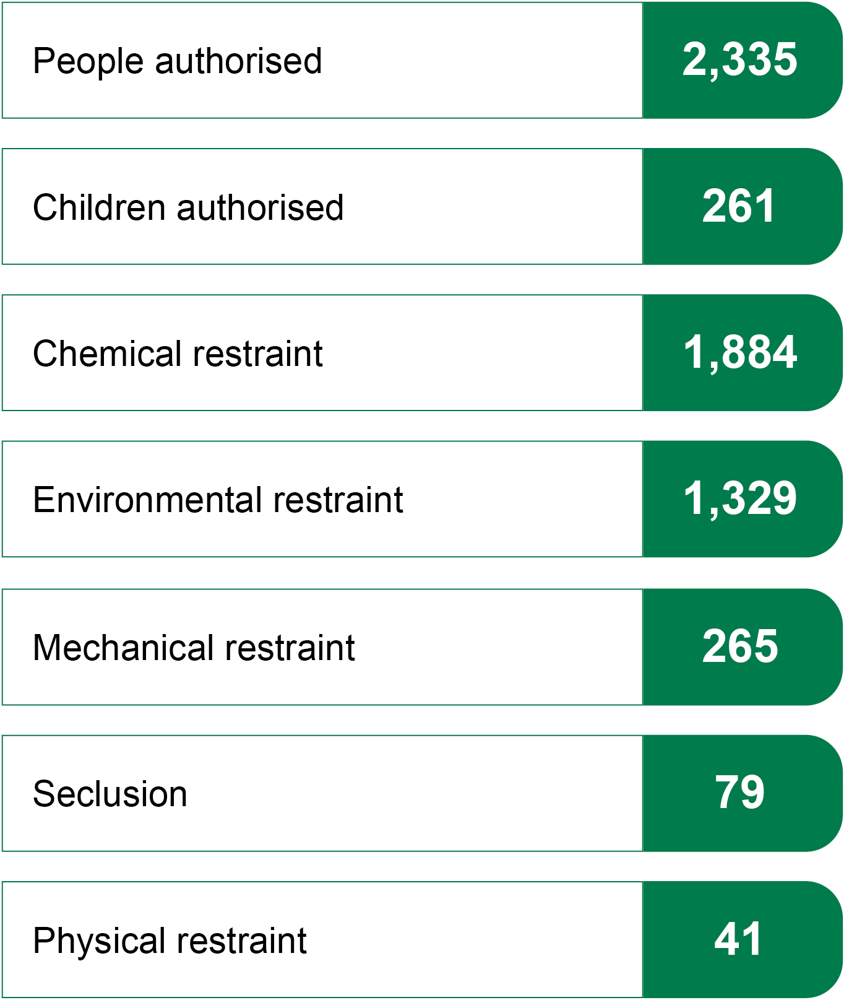 People authorised 2,335
Children authorised 261
Chemical restraint 1,884
Environmental restraint 1,329
Mechanical restraint 265
Seclusion 79
Physical restraint 41